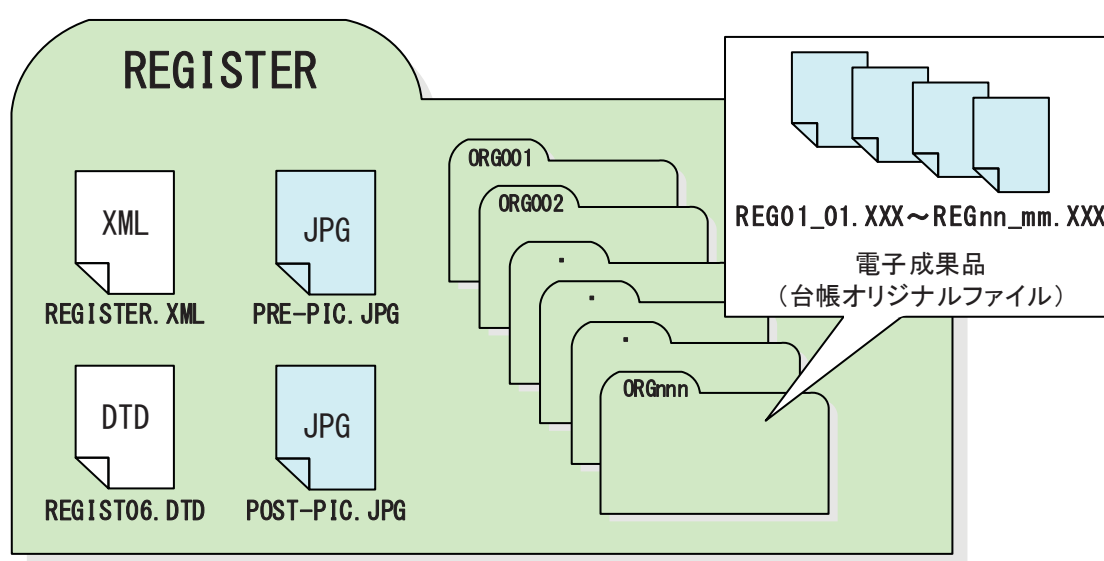 REGISTER
XML
REGISTER.XML
JPG
PRE-PIC.JPG
DTD
REGIST06.DTD
JPG
POST-PIC.JPG
ORG001
ORG002
・
・
・
ORGnnn
REG01_01.XXX～REGnn_mm.XXX
電子成果品
（台帳オリジナルファイル）